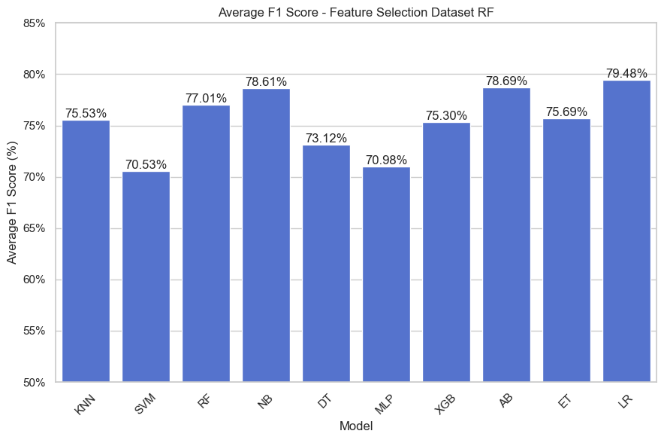 Average F1 Score - Feature Selection Dataset RF
85%
80%
75%
70%
65%
60%
55%
50%
Average F1 Score (%)
75.53%
70.53%
77.01%
78.61%
73.12%
70.98%
75.30%
78.69%
75.69%
79.48%
KNN
SVM
RF
NB
DT
MLP
XGB
AB
ET
LR
Model